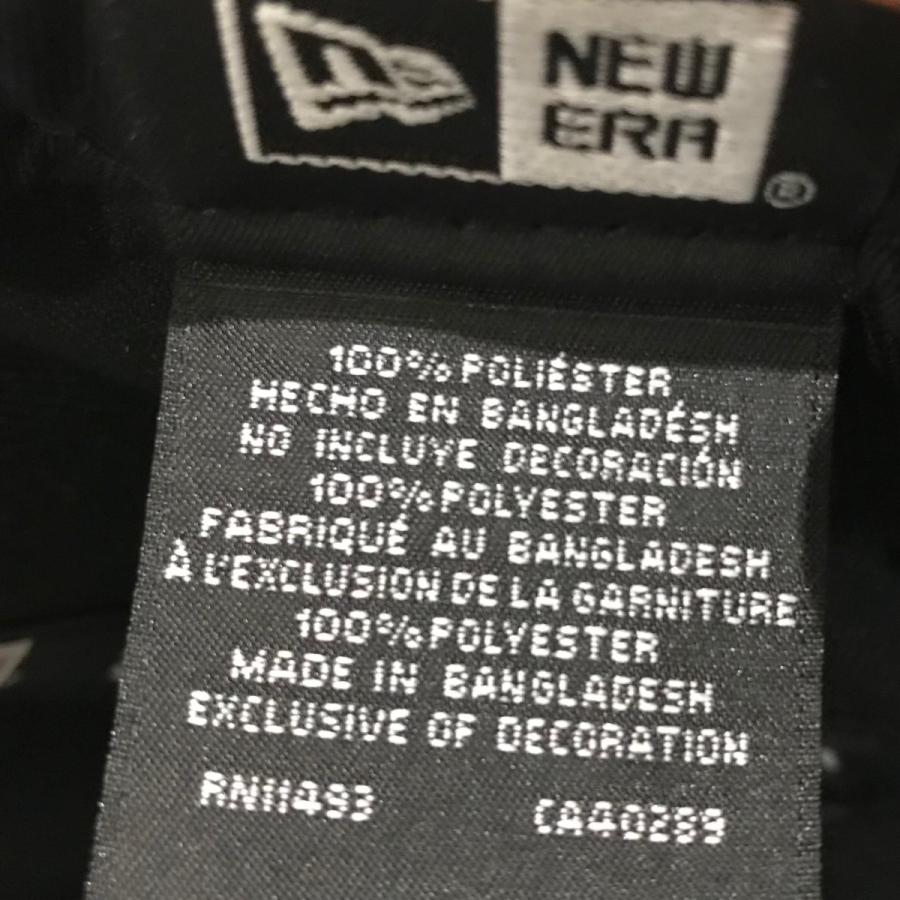 NEW
ERA
®
100% POLIÉSTER
HECHO EN BANGLADÉSH
NO INCLUYE DECORACIÓN
100% POLYESTER
FABRIQUÉ AU BANGLADESH
À L'EXCLUSION DE LA GARNITURE
100% POLYESTER
MADE IN BANGLADESH
EXCLUSIVE OF DECORATION
RN11493 CA40299